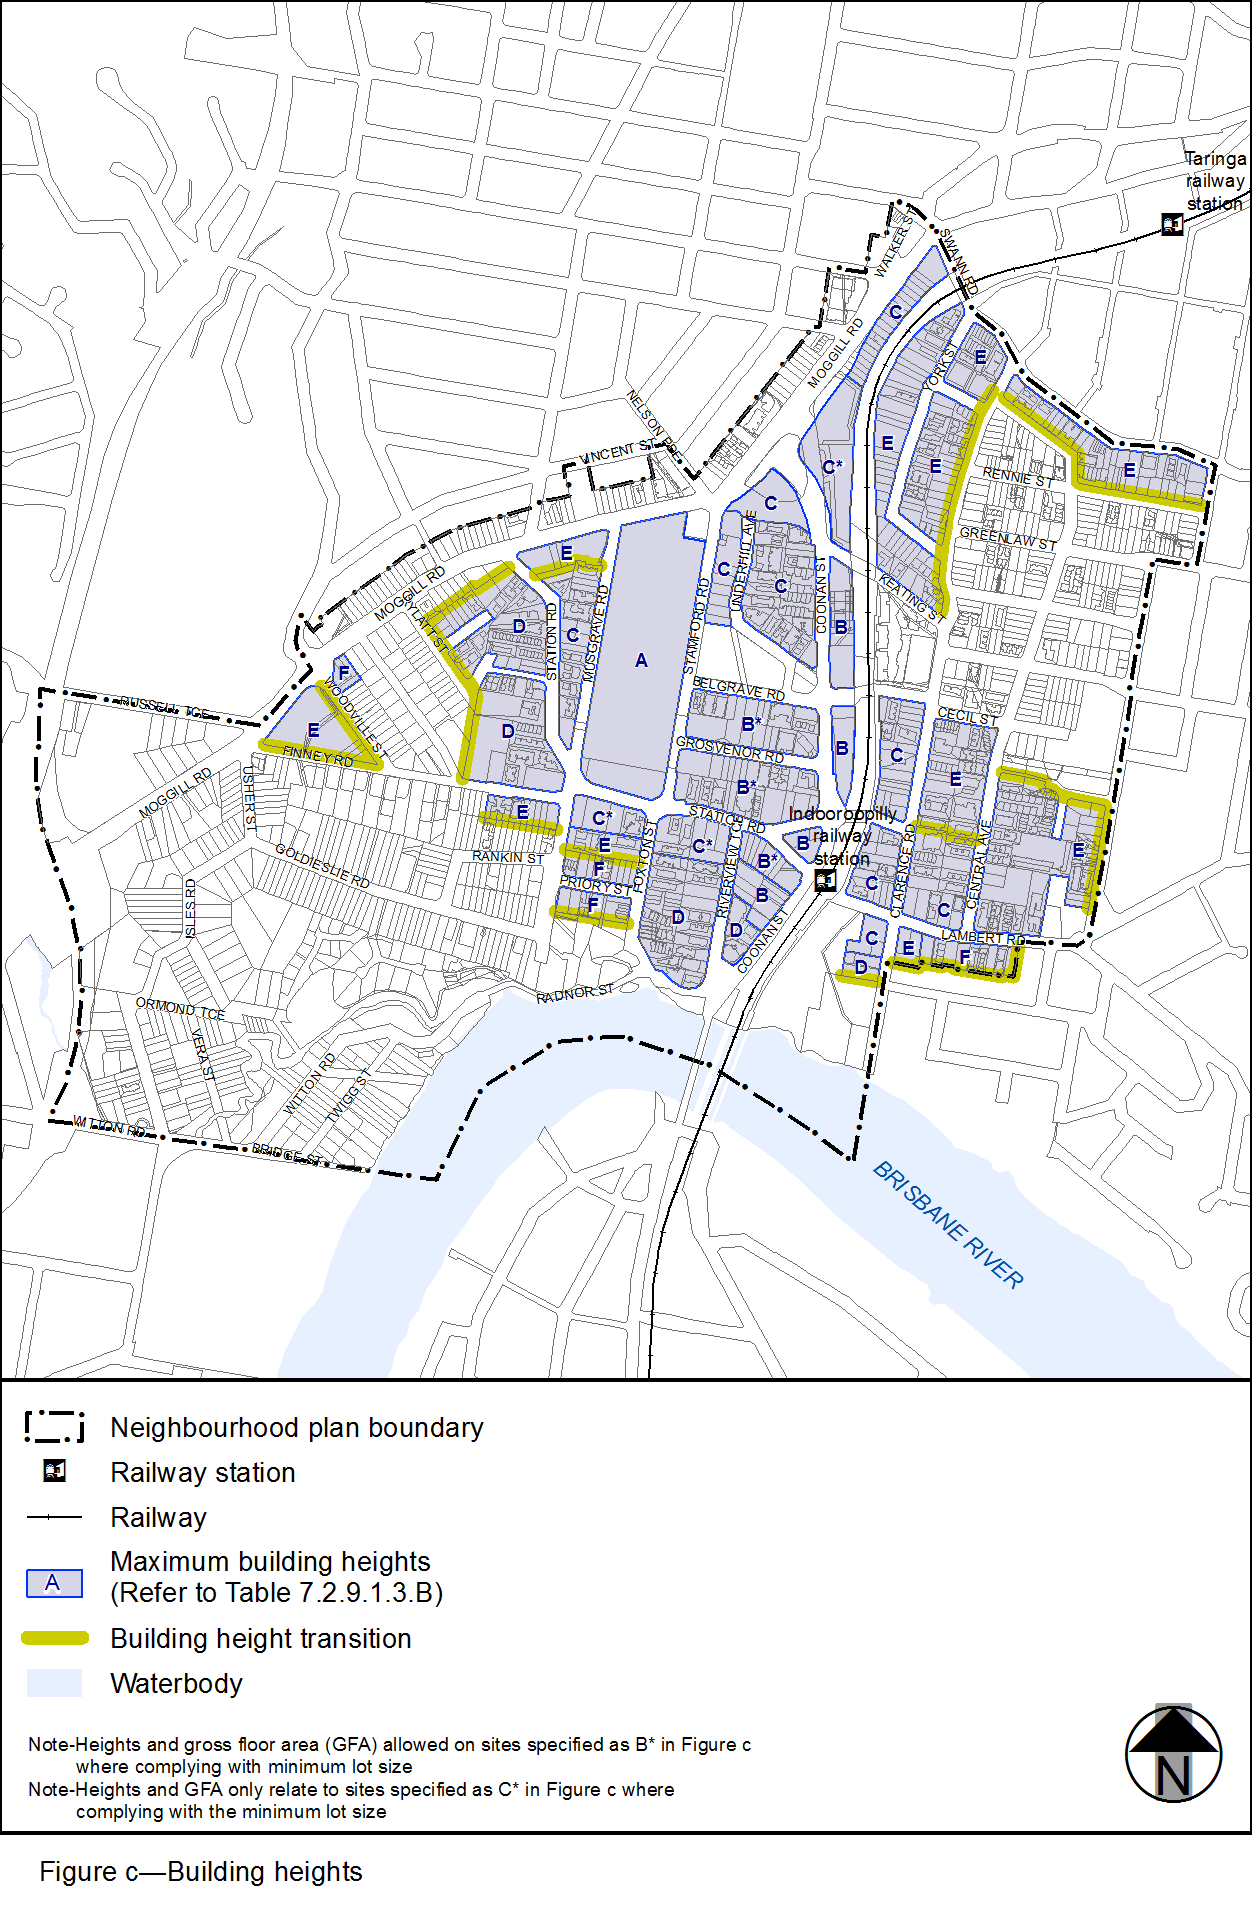 Taringa
railway
station
WALKER ST
SWANN RD
C
MOGGILL RD
YORK ST
E
NELSON PDE
VINCENT ST
C*
E
E
E
RENNIE ST
C
UNDERHILL AVE
GREENLAW ST
E
C
C
COONAN ST
KEATING ST
MOGGILL RD
STATION RD
MUSGRAVE RD
STAMFORD RD
D
C
B
A
F
WOODVILLE ST
BELGRAVE RD
RUSSELL TCE
E
D
B*
CECIL ST
FINNEY RD
GROSVENOR RD
B
C
MOGGILL RD
USHER ST
B*
E
E
C*
STATION RD
Indooroopilly
railway
station
GOLDIESLIE RD
RANKIN ST
E
FOXTON ST
C*
RIVERVIEW TCE
B*
B
CLARENCE RD
CENTRAL AVE
E
F
PRIORY ST
C
B
ISLES RD
F
D
D
COONAN ST
C
C
E
LAMBERT RD
F
D
RADNOR ST
ORMOND TCE
VERA ST
WITTON RD
TWIGG ST
WITTON RD
BRIDGE ST
BRISBANE RIVER
Neighbourhood plan boundary
Railway station
Railway
A
Maximum building heights
(Refer to Table 7.2.9.1.3.B)
Building height transition
Waterbody
Note-Heights and gross floor area (GFA) allowed on sites specified as B* in Figure c
where complying with minimum lot size
Note-Heights and GFA only relate to sites specified as C* in Figure c where
complying with the minimum lot size
N
Figure c—Building heights